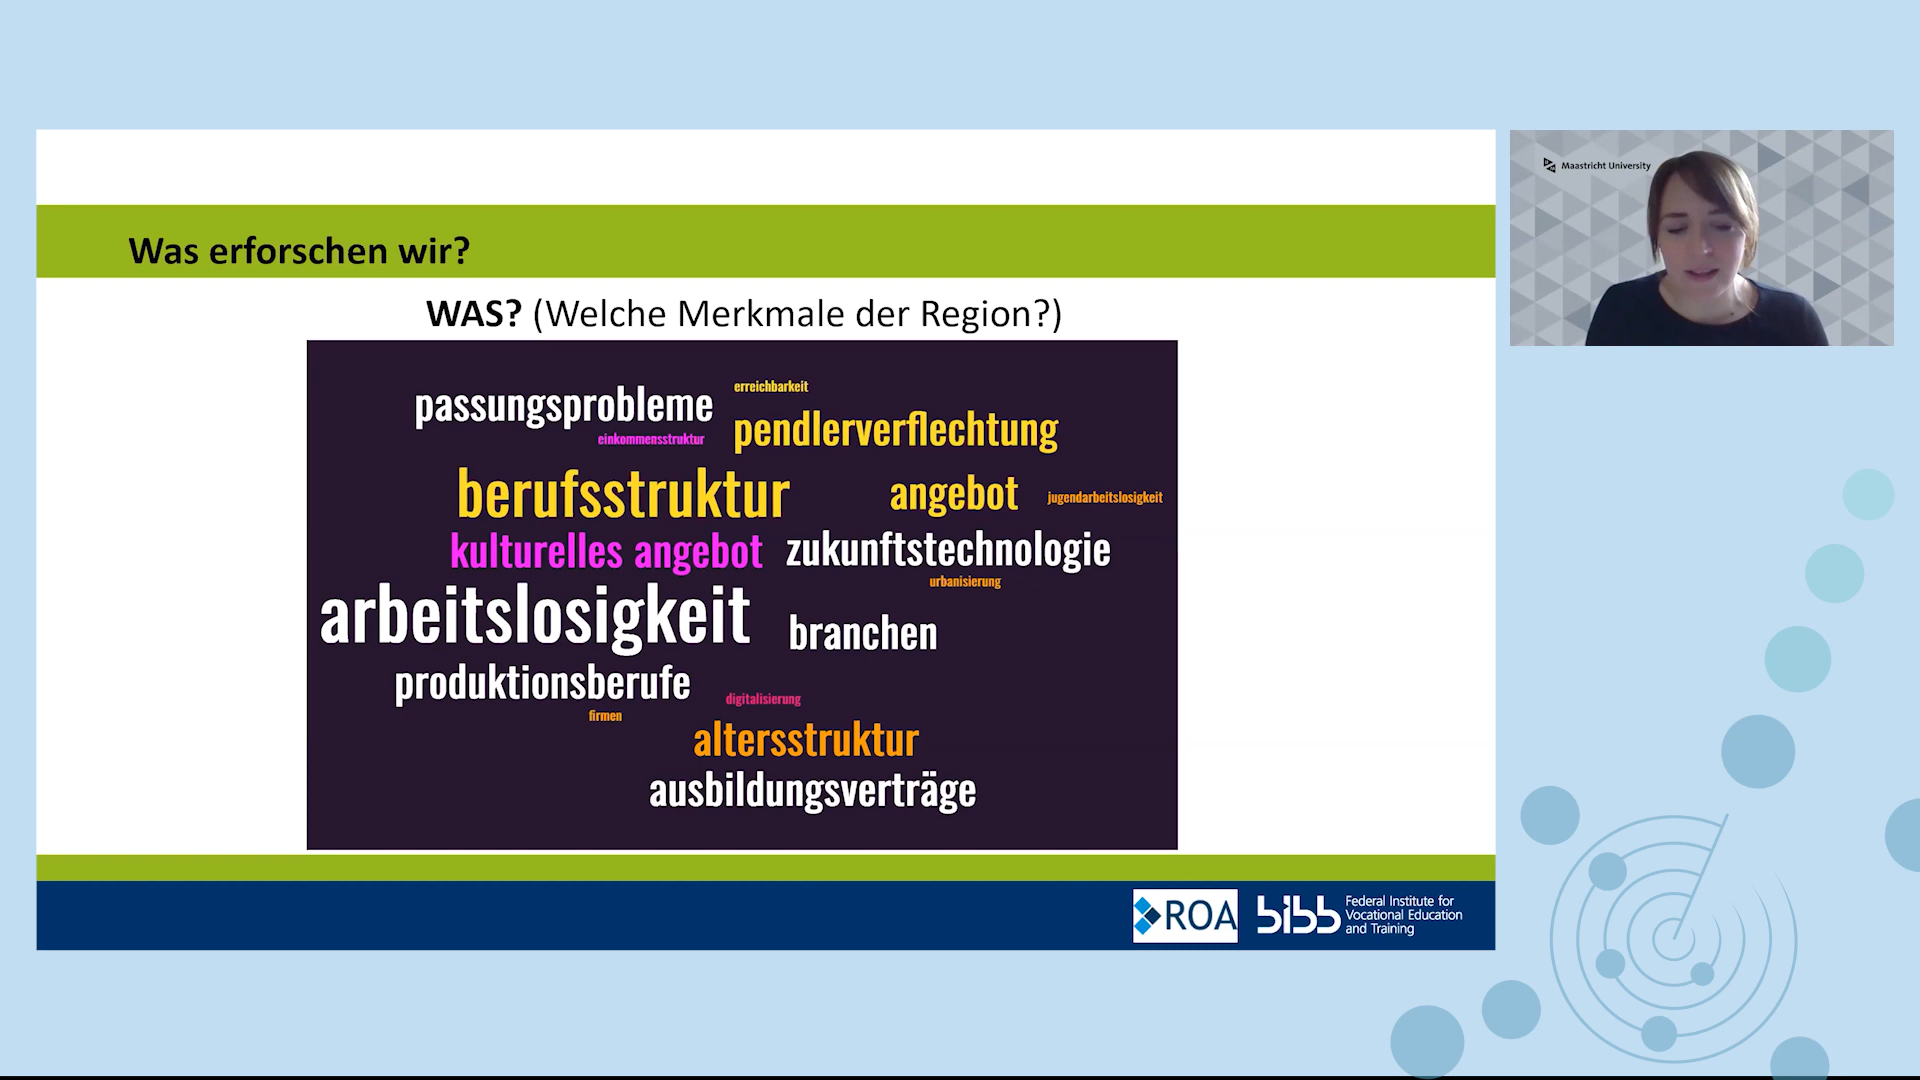 Was erforschen wir?
WAS? (Welche Merkmale der Region?)
passungsprobleme
erreichbarkeit
einkommensstruktur
pendlerverflechtung
berufsstruktur
angebot
jugendarbeitslosigkeit
kulturelles angebot
zukunftstechnologie
urbanisierung
arbeitslosigkeit
branchen
produktionsberufe
digitalisierung
firmen
altersstruktur
ausbildungsverträge
ROA
bibb
Federal Institute for
Vocational Education
and Training
Maastricht University